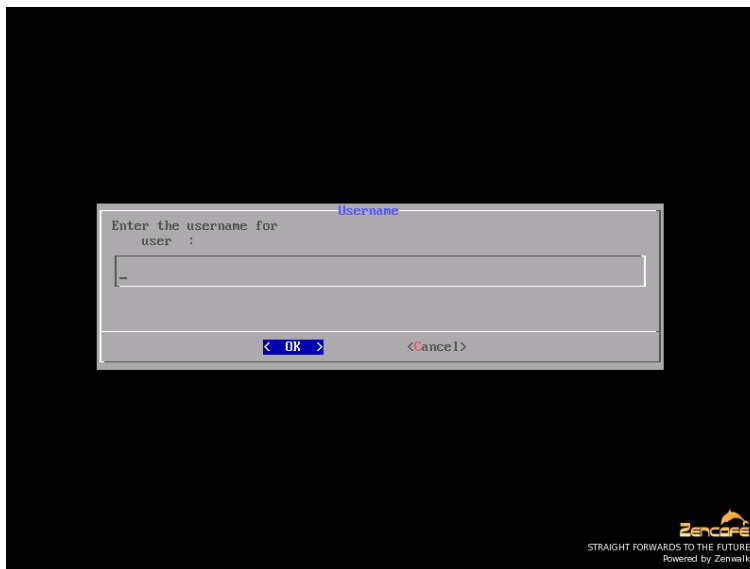 Username
Enter the username for
user :
< OK > <Cancel>
Zencafe
STRAIGHT FORWARDS TO THE FUTURE
Powered by Zenwalk